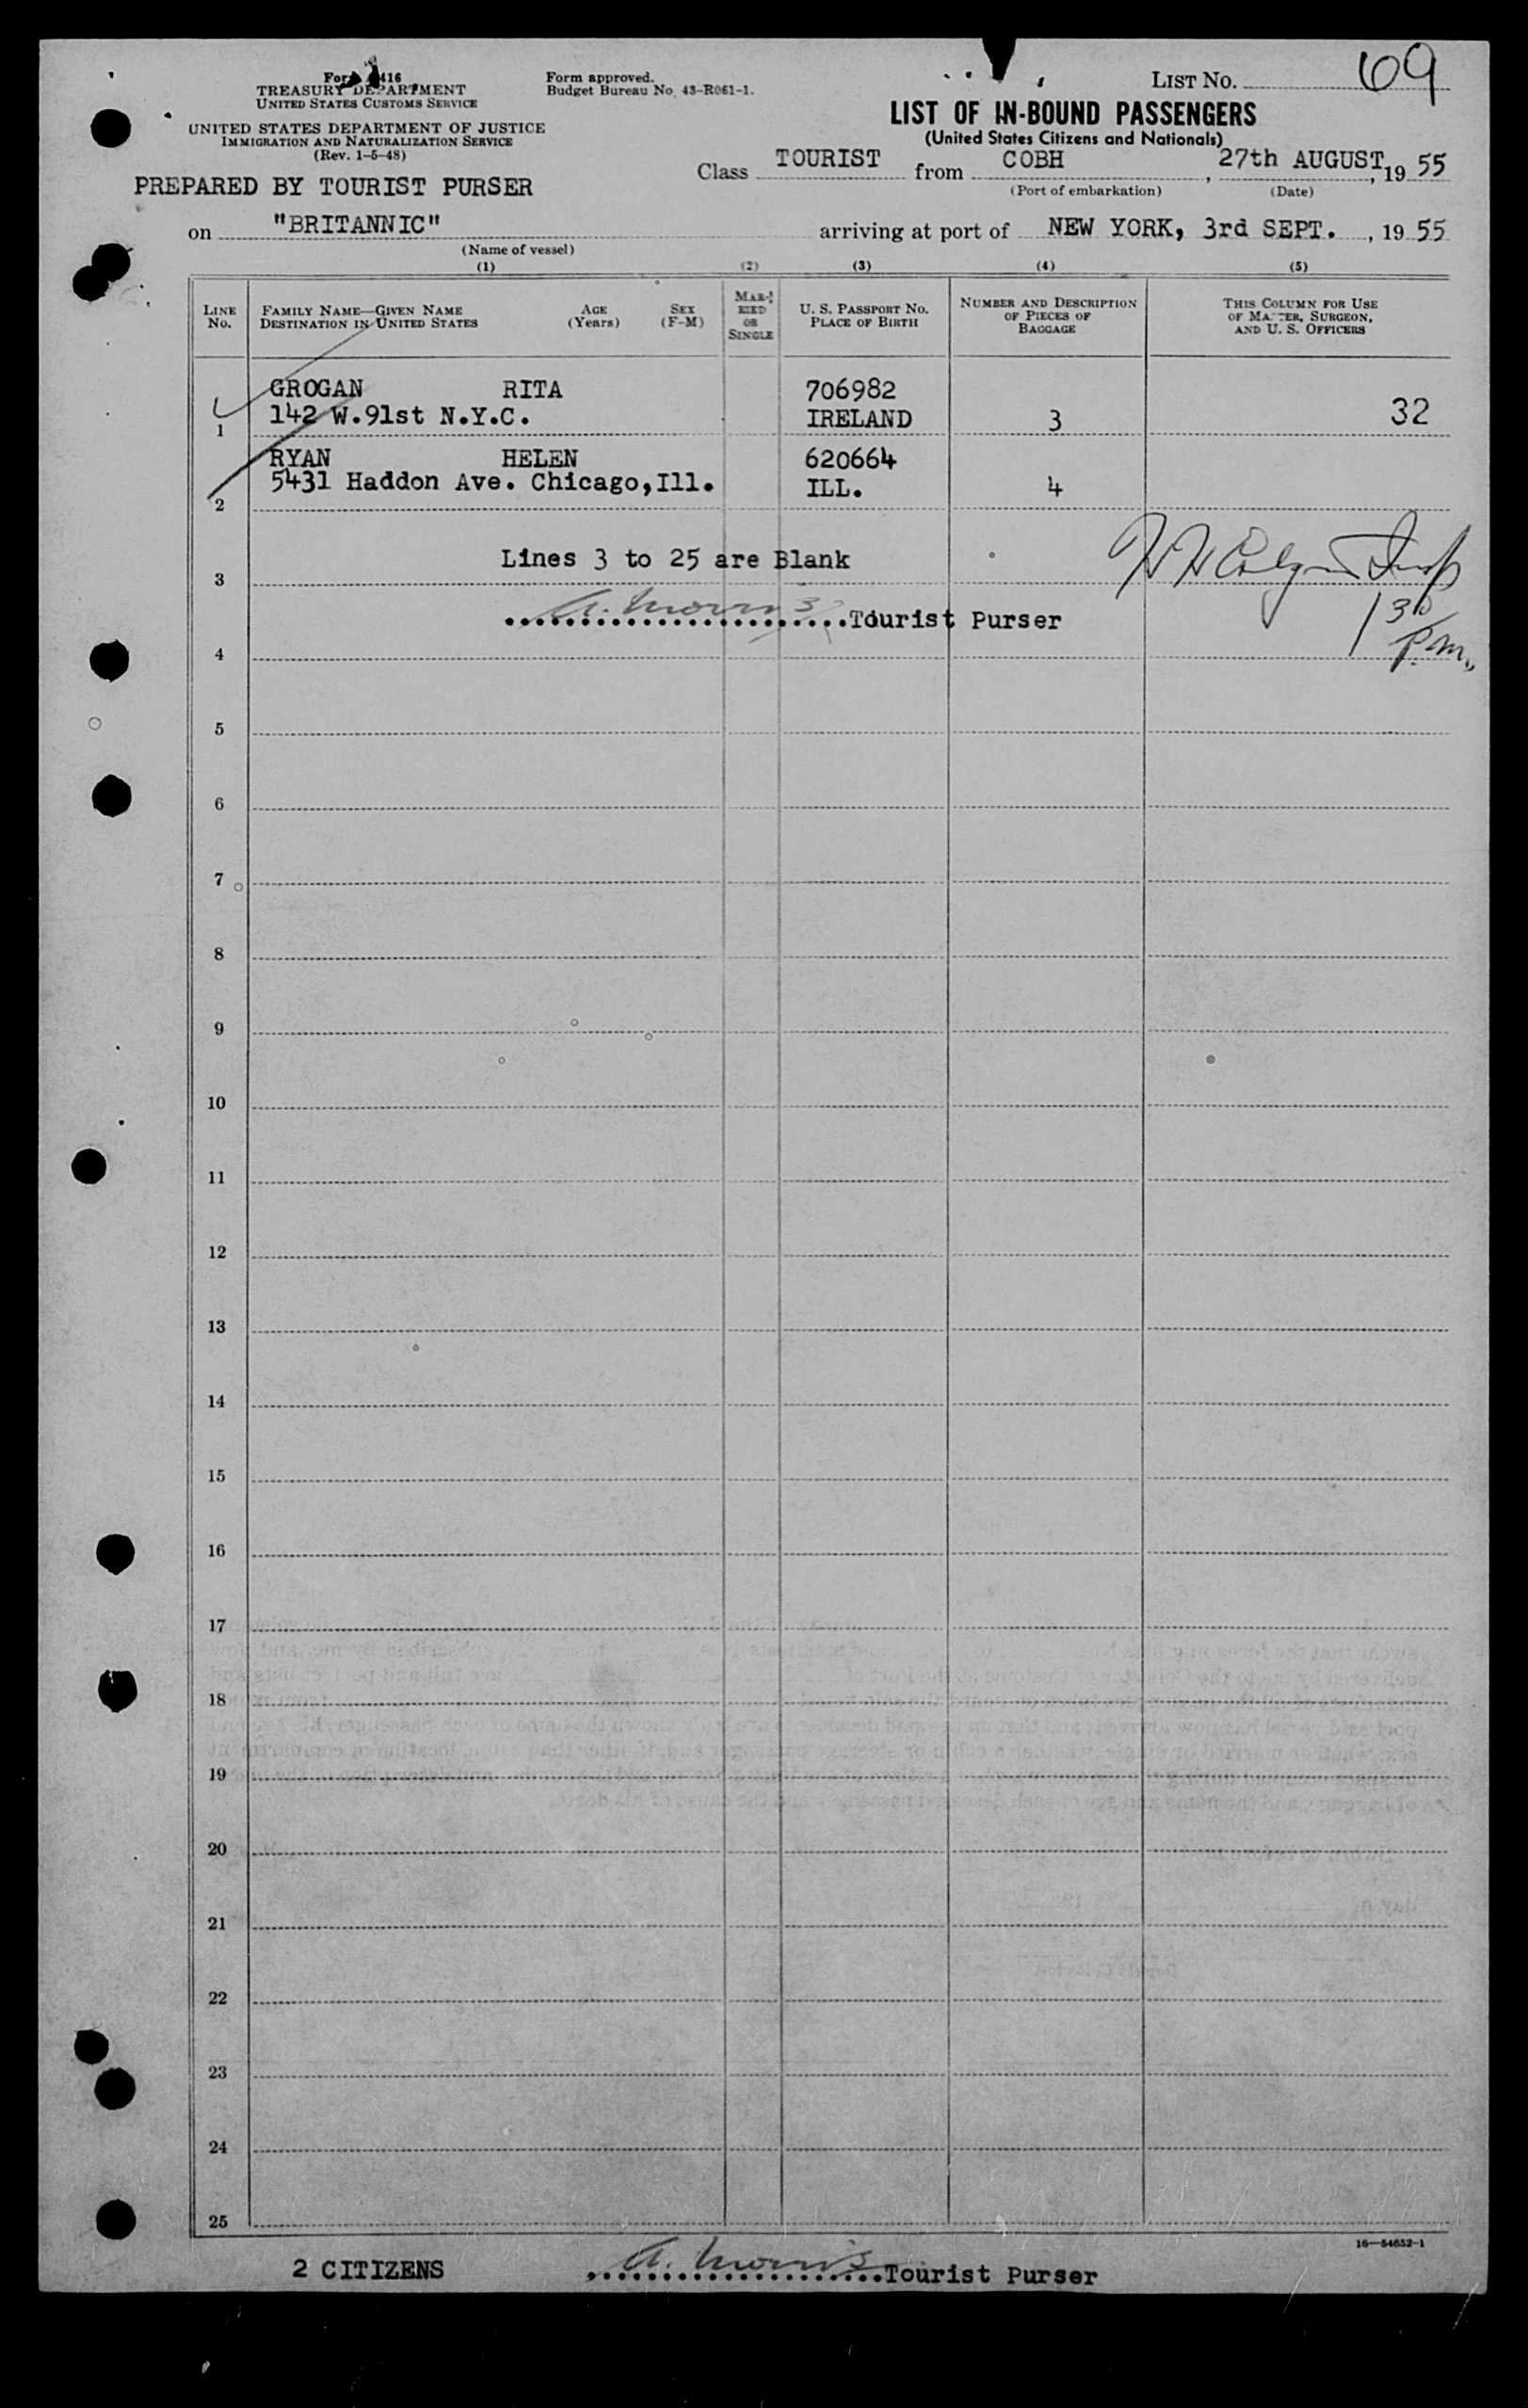 LIST NO. 69
Form I-416
TREASURY DEPARTMENT
UNITED STATES CUSTOMS SERVICE
Form approved.
Budget Bureau No. 43-R061-1.
LIST OF IN-BOUND PASSENGERS
(United States Citizens and Nationals)
UNITED STATES DEPARTMENT OF JUSTICE
IMMIGRATION AND NATURALIZATION SERVICE
(Rev. 1-5-48)
Class TOURIST from COBH, 27th AUGUST, 19 55
(Port of embarkation) (Date)
PREPARED BY TOURIST PURSER
on "BRITANNIC" arriving at port of NEW YORK, 3rd SEPT., 19 55
(Name of vessel)
(1) (2) (3) (4) (5)
LINE No. FAMILY NAME—GIVEN NAME DESTINATION IN UNITED STATES AGE (Years) SEX (F-M) MARRIED OR SINGLE U. S. PASSPORT NO. PLACE OF BIRTH NUMBER AND DESCRIPTION OF PIECES OF BAGGAGE THIS COLUMN FOR USE OF MASTER, SURGEON, AND U. S. OFFICERS
GROGAN RITA 706982
1 142 W.91st N.Y.C. IRELAND 3 32
RYAN HELEN 620664
2 5431 Haddon Ave. Chicago,Ill. ILL. 4
Lines 3 to 25 are Blank
3
A. Morris Tourist Purser
1 30 p.m.
4
5
6
7
8
9
10
11
12
13
14
15
16
17
18
19
20
21
22
23
24
25
16—54652-1
2 CITIZENS A. Morris Tourist Purser